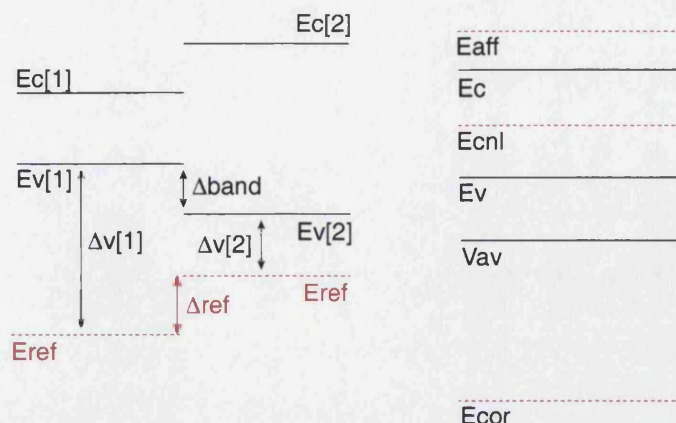 Ec[2]
Ec[1]
Ev[1]
Δband
Δv[1]
Δv[2]
Ev[2]
Δref
Eref
Eref
Eaff
Ec
Ecnl
Ev
Vav
Ecor